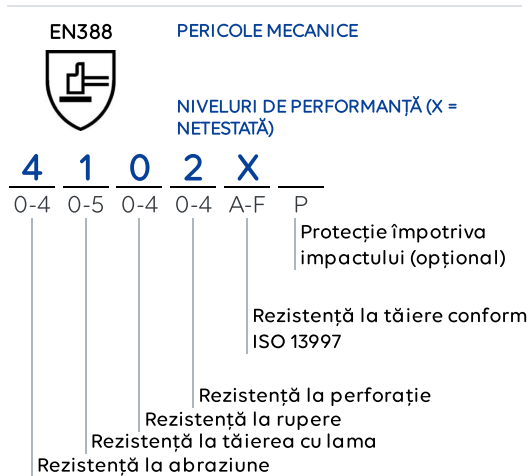 EN388
PERICOLE MECANICE
NIVELURI DE PERFORMANȚĂ (X =
NETESTATĂ)
4 1 0 2 X
0-4 0-5 0-4 0-4 A-F P
Protecție împotriva
impactului (opțional)
Rezistență la tăiere conform
ISO 13997
Rezistență la perforație
Rezistență la rupere
Rezistență la tăierea cu lama
Rezistență la abraziune